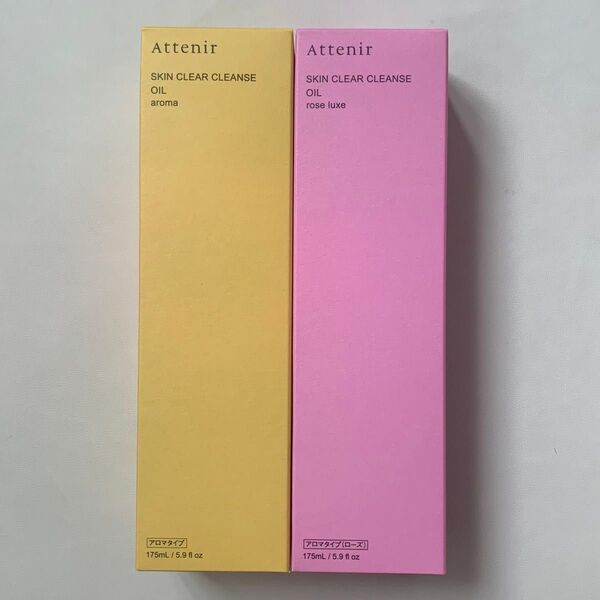 Attenir
SKIN CLEAR CLEANSE
OIL
aroma
アロマタイプ
175mL / 5.9 fl oz
Attenir
SKIN CLEAR CLEANSE
OIL
rose luxe
アロマタイプ(ローズ)
175mL / 5.9 fl oz